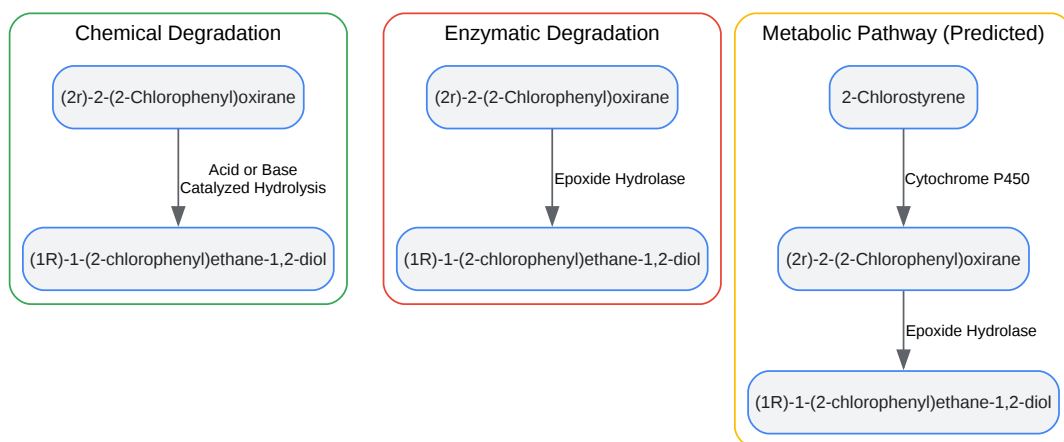 Chemical Degradation
(2r)-2-(2-Chlorophenyl)oxirane
Acid or Base
Catalyzed Hydrolysis
(1R)-1-(2-chlorophenyl)ethane-1,2-diol
Enzymatic Degradation
(2r)-2-(2-Chlorophenyl)oxirane
Epoxide Hydrolase
(1R)-1-(2-chlorophenyl)ethane-1,2-diol
Metabolic Pathway (Predicted)
2-Chlorostyrene
Cytochrome P450
(2r)-2-(2-Chlorophenyl)oxirane
Epoxide Hydrolase
(1R)-1-(2-chlorophenyl)ethane-1,2-diol